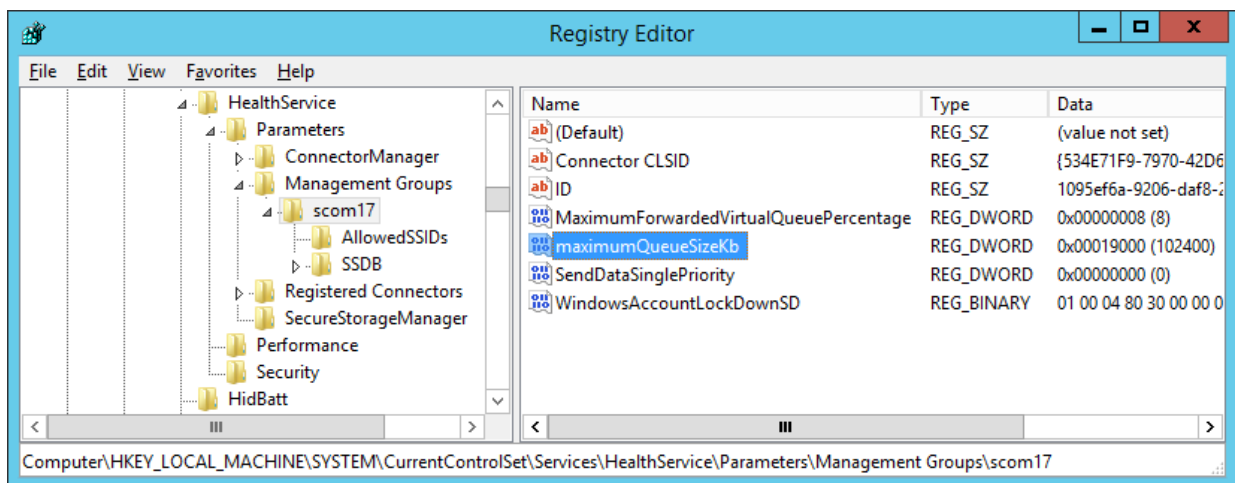 Registry Editor
File Edit View Favorites Help
HealthService
Parameters
ConnectorManager
Management Groups
scom17
AllowedSSIDs
SSDB
Registered Connectors
SecureStorageManager
Performance
Security
HidBatt
Name Type Data
(Default) REG_SZ (value not set)
Connector CLSID REG_SZ {534E71F9-7970-42D6
ID REG_SZ 1095ef6a-9206-daf8-2
MaximumForwardedVirtualQueuePercentage REG_DWORD 0x00000008 (8)
maximumQueueSizeKb REG_DWORD 0x00019000 (102400)
SendDataSinglePriority REG_DWORD 0x00000000 (0)
WindowsAccountLockDownSD REG_BINARY 01 00 04 80 30 00 00 0
Computer\HKEY_LOCAL_MACHINE\SYSTEM\CurrentControlSet\Services\HealthService\Parameters\Management Groups\scom17